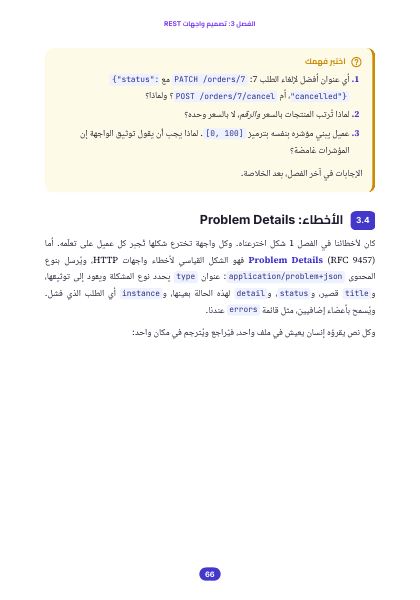 الفصل 3: تصميم واجهات REST
اختبر فهمك
1. أي عنوان أفضل لإلغاء الطلب 7: PATCH /orders/7 مع {"status":
"cancelled"}، أم POST /orders/7/cancel؟ ولماذا؟
2. لماذا تُرتب المنتجات بالسعر والرقم، لا بالسعر وحده؟
3. عميل يبني مؤشره بنفسه بترميز [0, 100]. لماذا يجب أن يقول توثيق الواجهة إن
المؤشرات غامضة؟
الإجابات في آخر الفصل، بعد الخلاصة.
3.4 الأخطاء: Problem Details
كان لأخطائنا في الفصل 1 شكل اخترعناه. وكل واجهة تخترع شكلها تُجبر كل عميل على تعلّمه. أما
Problem Details (RFC 9457) فهو الشكل القياسي لأخطاء واجهات HTTP، ويُرسل بنوع
المحتوى application/problem+json: عنوان type يحدد نوع المشكلة ويعود إلى توثيقها،
و title قصير، و status، و detail لهذه الحالة بعينها، و instance أي الطلب الذي فشل.
ويُسمح بأعضاء إضافيين، مثل قائمة errors عندنا.
وكل نص يقرؤه إنسان يعيش في ملف واحد، فيُراجع ويُترجم في مكان واحد:
66